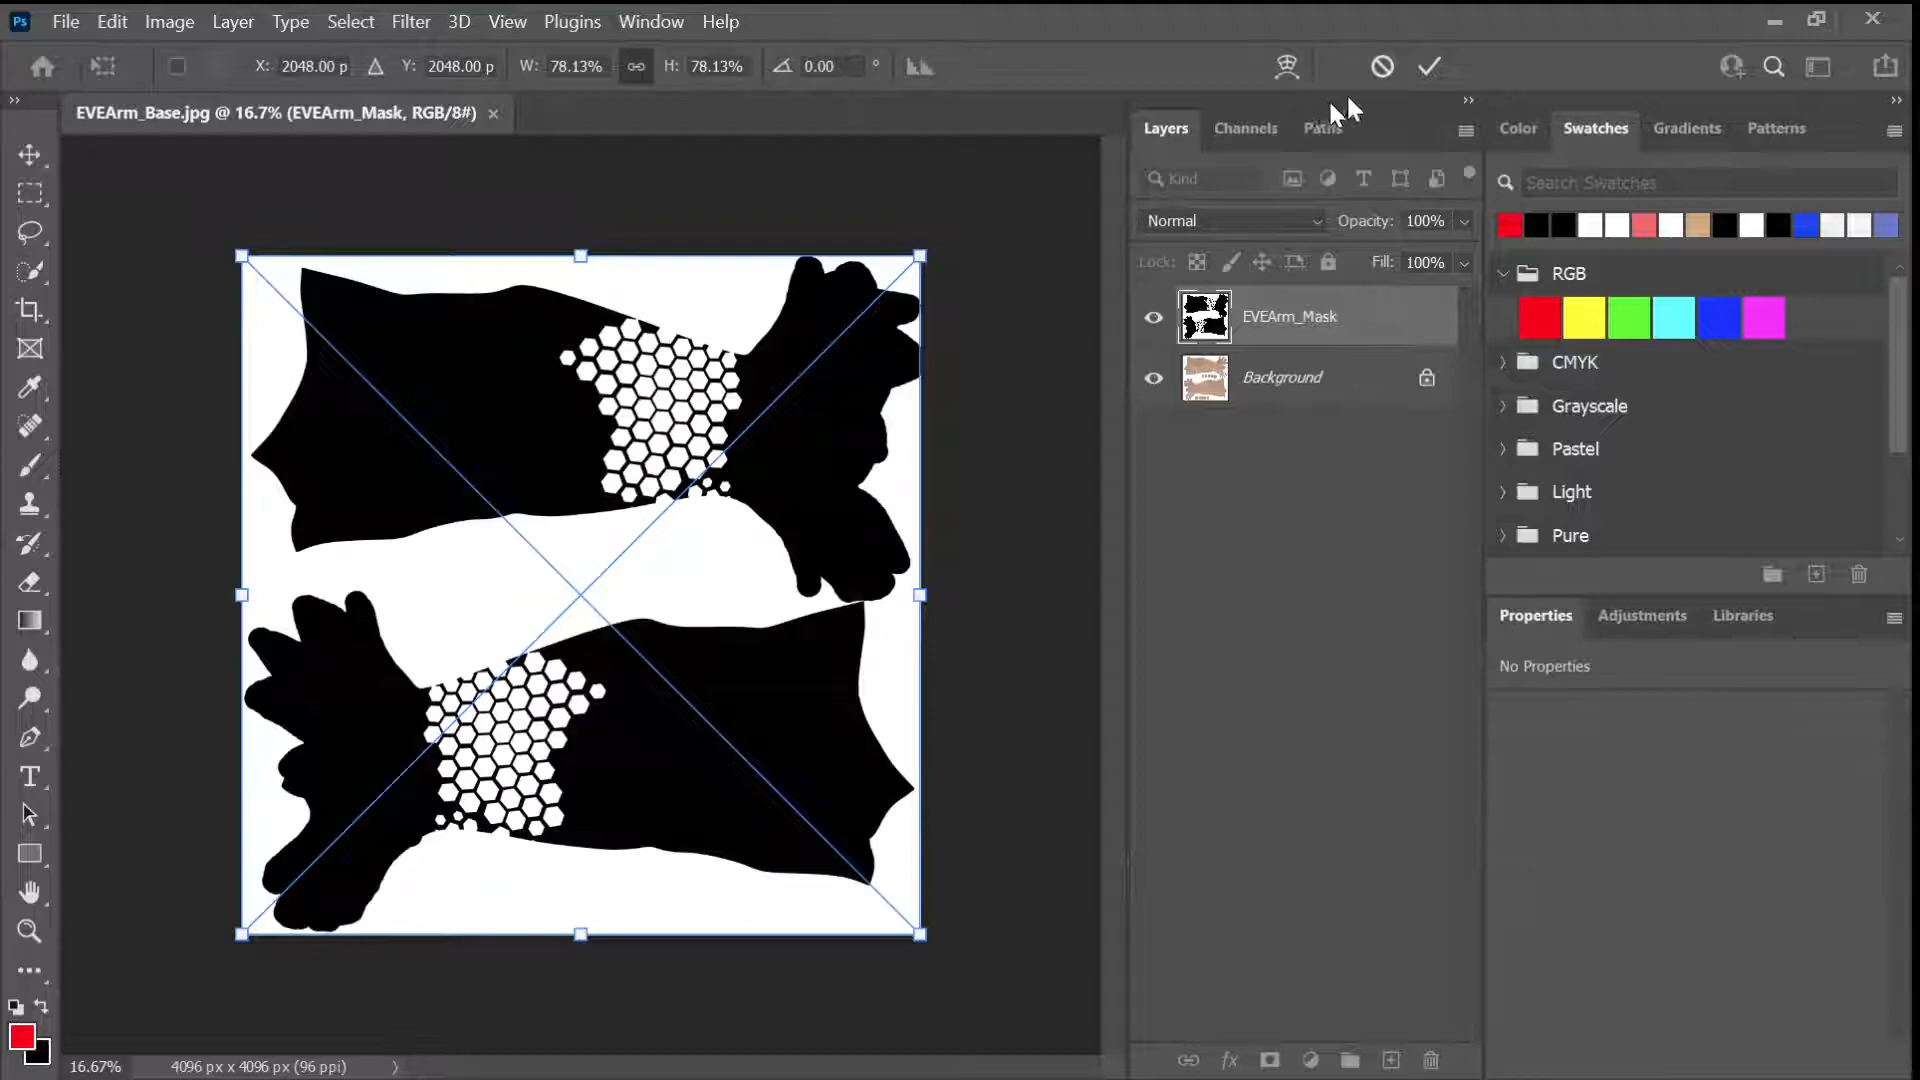 Ps File Edit Image Layer Type Select Filter 3D View Plugins Window Help
X: 2048.00 p Y: 2048.00 p W: 78.13% H: 78.13% 0.00 °
EVEArm_Base.jpg @ 16.7% (EVEArm_Mask, RGB/8#) ×
Layers Channels Paths
Kind
Normal Opacity: 100%
Lock: Fill: 100%
EVEArm_Mask
Background
Color Swatches Gradients Patterns
Search Swatches
RGB
CMYK
Grayscale
Pastel
Light
Pure
Properties Adjustments Libraries
No Properties
T
16.67% 4096 px x 4096 px (96 ppi)
fx